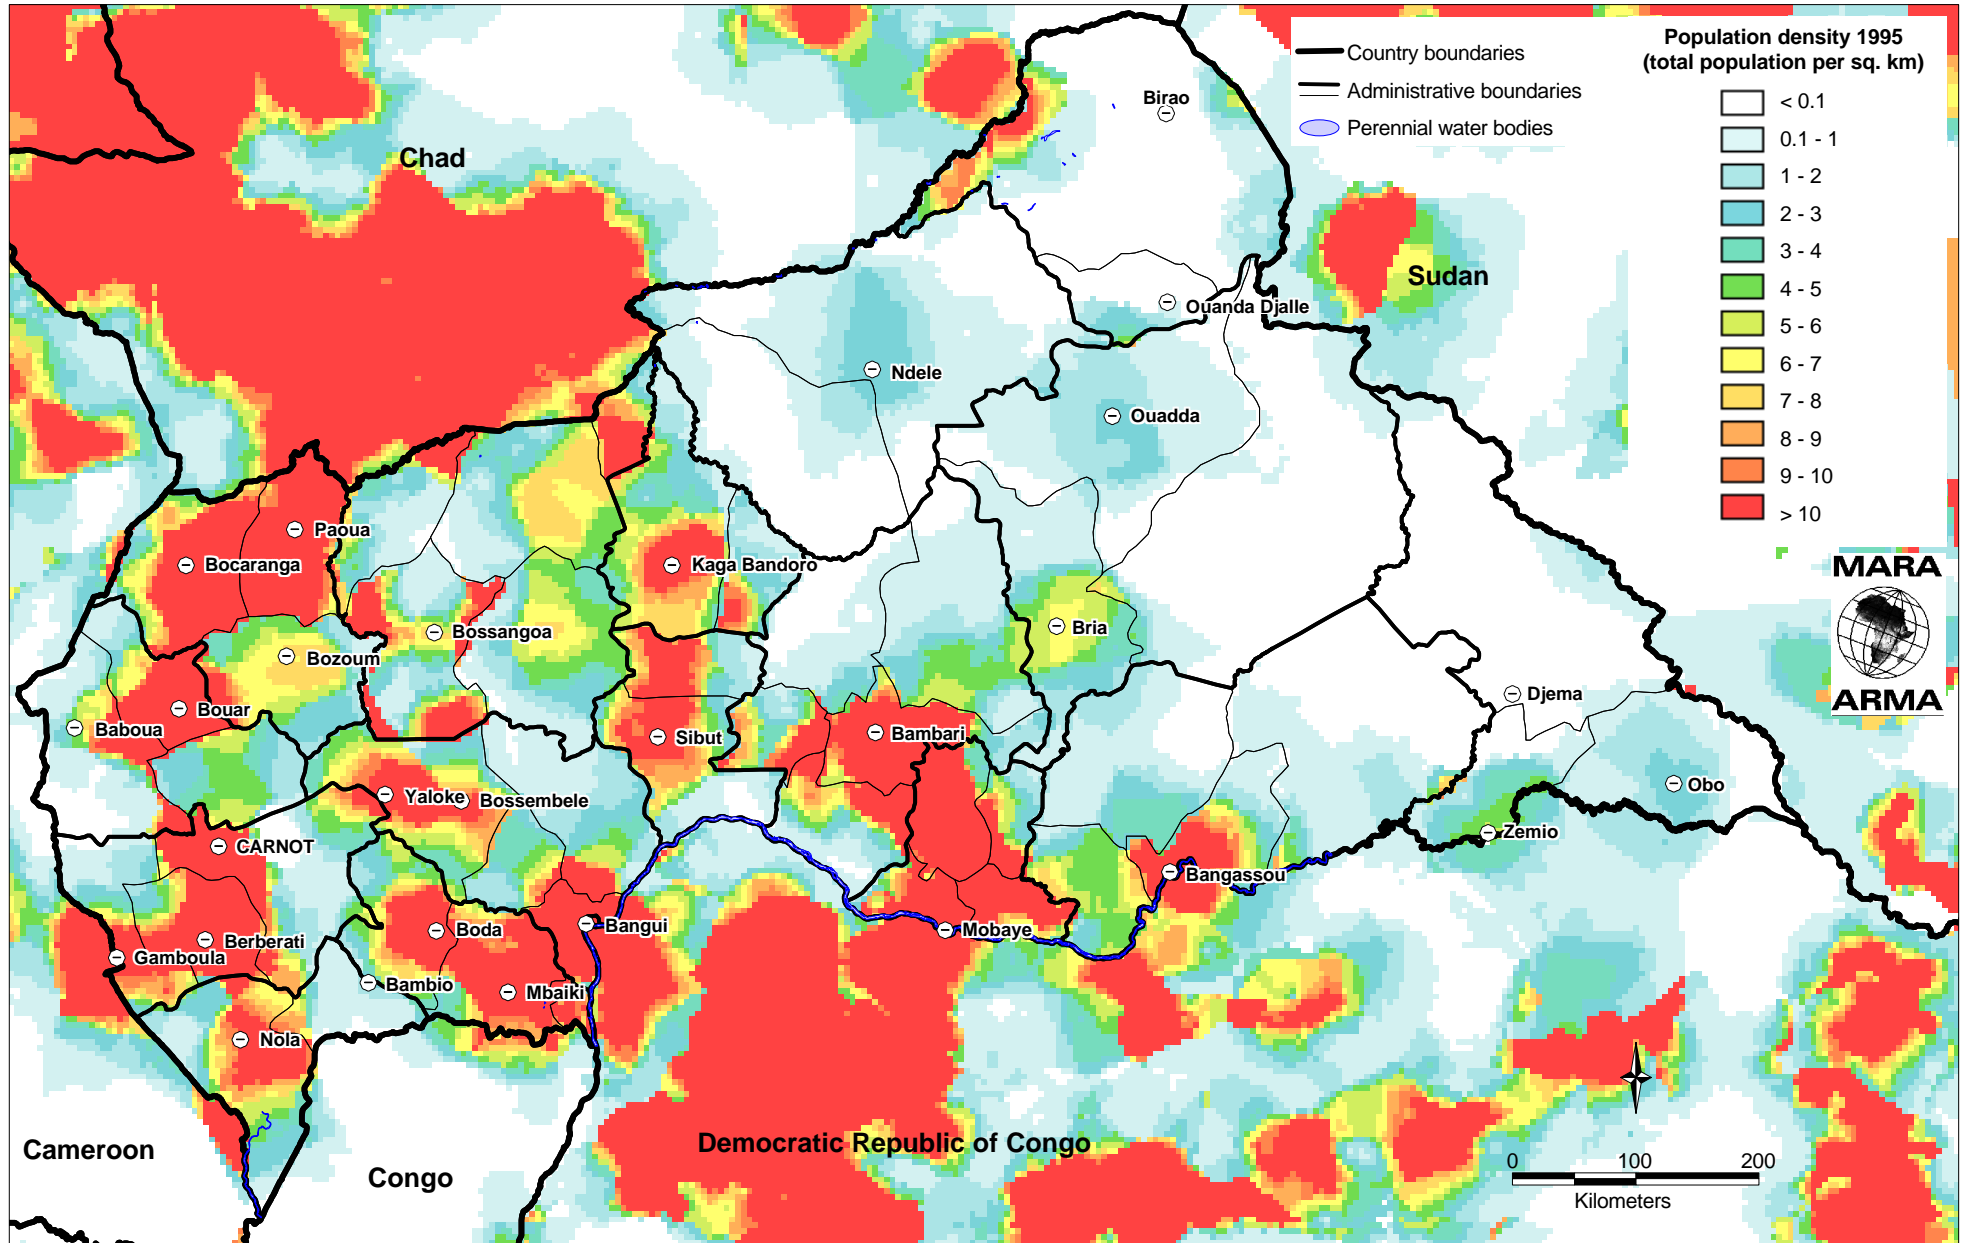 Population density 1995
(total population per sq. km)
Country boundaries
Administrative boundaries
Perennial water bodies
< 0.1
0.1 - 1
1 - 2
2 - 3
3 - 4
4 - 5
5 - 6
6 - 7
7 - 8
8 - 9
9 - 10
> 10
MARA
ARMA
Chad
Sudan
Cameroon
Congo
Democratic Republic of Congo
Birao
Ouanda Djalle
Ndele
Ouadda
Paoua
Bocaranga
Kaga Bandoro
Bossangoa
Bria
Bozoum
Djema
Bouar
Baboua
Sibut
Bambari
Obo
Yaloke
Bossembele
Zemio
CARNOT
Bangassou
Bangui
Boda
Mobaye
Berberati
Gamboula
Bambio
Mbaiki
Nola
0 100 200
Kilometers